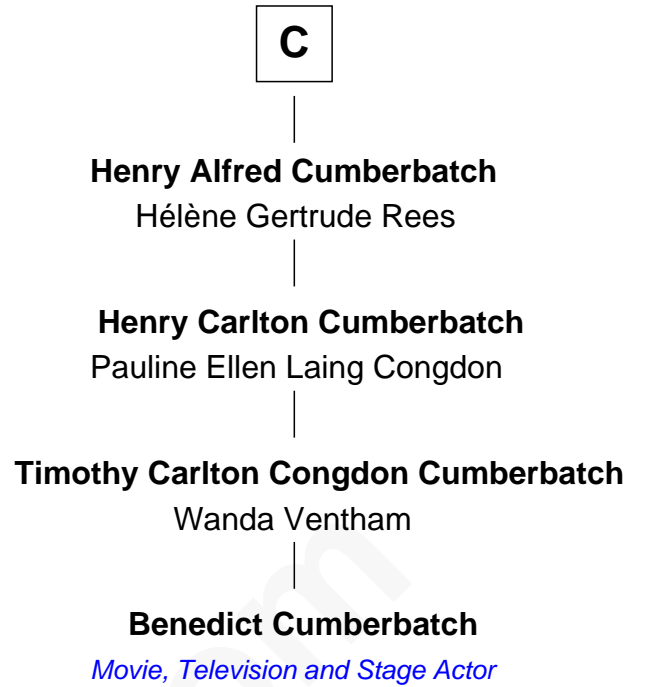 C
Henry Alfred Cumberbatch
Hélène Gertrude Rees
Henry Carlton Cumberbatch
Pauline Ellen Laing Congdon
Timothy Carlton Congdon Cumberbatch
Wanda Ventham
Benedict Cumberbatch
Movie, Television and Stage Actor